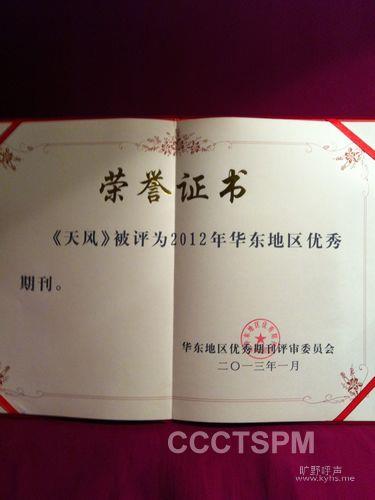 荣誉证书
《天风》被评为2012年华东地区优秀
期刊。
华东地区优秀期刊评审委员会
二〇一三年一月
CCCTSPM
旷野呼声
www.kyhs.me